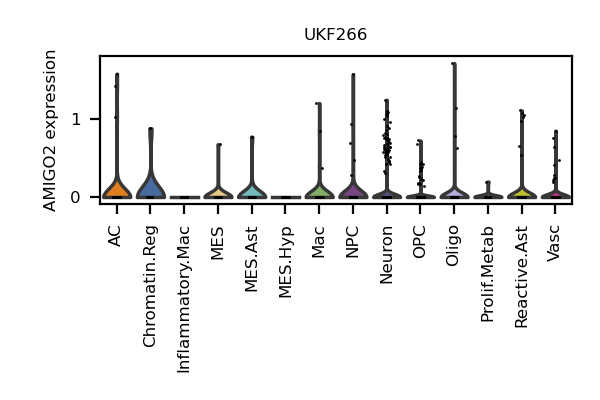 UKF266
AMIGO2 expression
1
0
AC
Chromatin.Reg
Inflammatory.Mac
MES
MES.Ast
MES.Hyp
Mac
NPC
Neuron
OPC
Oligo
Prolif.Metab
Reactive.Ast
Vasc